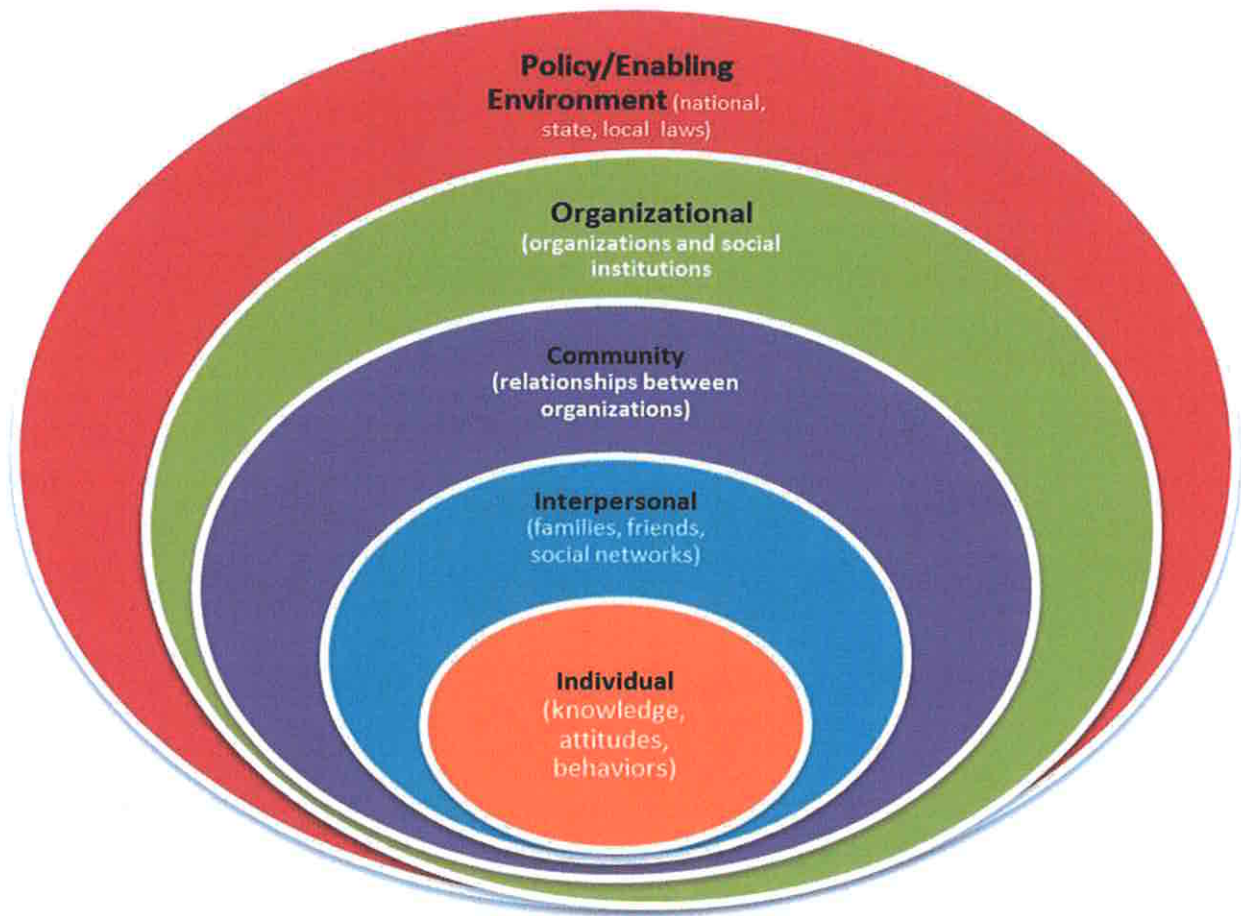 Policy/Enabling
Environment (national,
state, local laws)
Organizational
(organizations and social
institutions
Community
(relationships between
organizations)
Interpersonal
(families, friends,
social networks)
Individual
(knowledge,
attitudes,
behaviors)